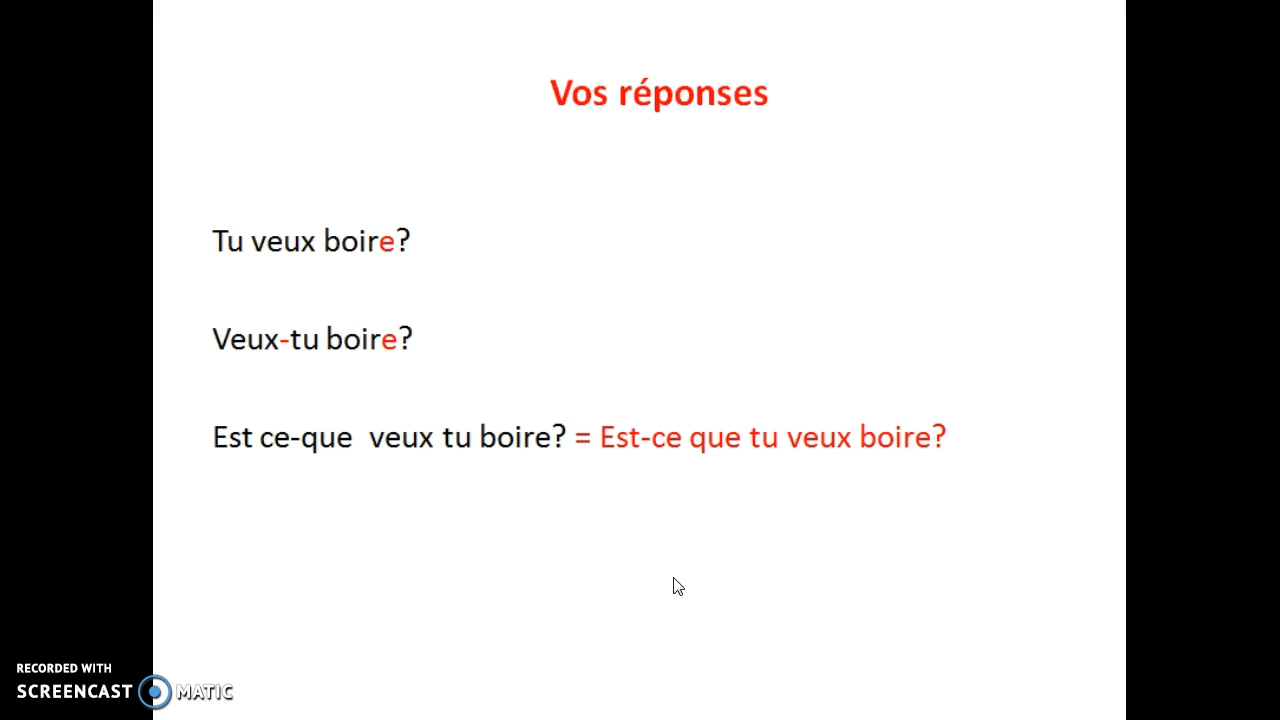 Vos réponses
Tu veux boire?
Veux-tu boire?
Est ce-que veux tu boire? = Est-ce que tu veux boire?
RECORDED WITH
SCREENCAST MATIC